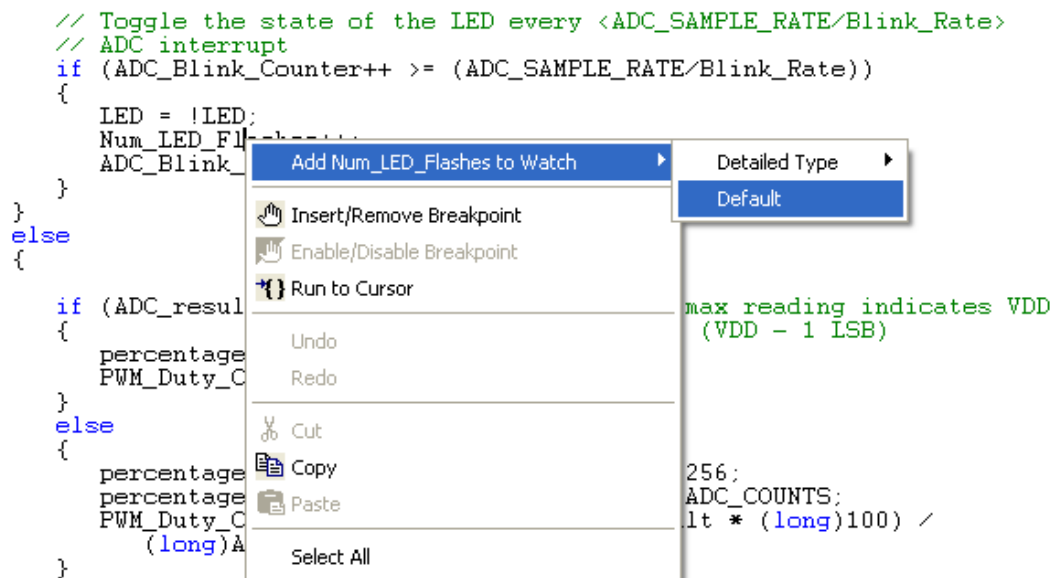 // Toggle the state of the LED every <ADC_SAMPLE_RATE/Blink_Rate>
// ADC interrupt
if (ADC_Blink_Counter++ >= (ADC_SAMPLE_RATE/Blink_Rate))
{
LED = !LED;
Num_LED_Flashes++;
ADC_Blink_
}
}
else
{
if (ADC_resul max reading indicates VDD
{ (VDD - 1 LSB)
percentage
PWM_Duty_C
}
else
{
percentage 256;
percentage ADC_COUNTS;
PWM_Duty_C lt * (long)100) /
(long)A
}
Add Num_LED_Flashes to Watch
Detailed Type
Default
Insert/Remove Breakpoint
Enable/Disable Breakpoint
Run to Cursor
Undo
Redo
Cut
Copy
Paste
Select All